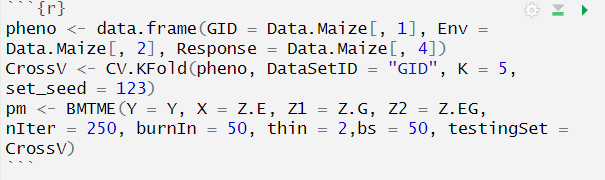 ```{r}
pheno <- data.frame(GID = Data.Maize[, 1], Env =
Data.Maize[, 2], Response = Data.Maize[, 4])
CrossV <- CV.KFold(pheno, DataSetID = "GID", K = 5,
set_seed = 123)
pm <- BMTME(Y = Y, X = Z.E, Z1 = Z.G, Z2 = Z.EG,
nIter = 250, burnIn = 50, thin = 2,bs = 50, testingSet =
CrossV)
```